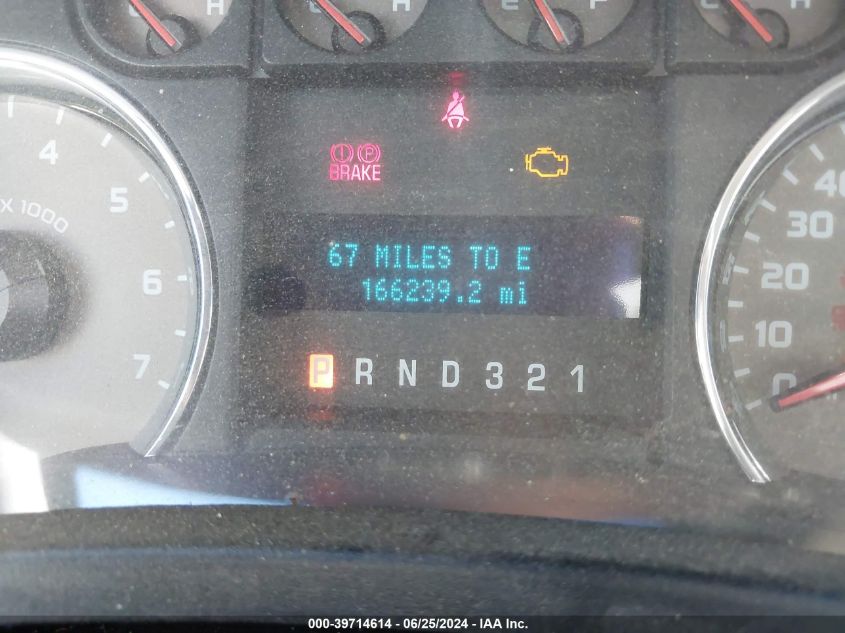 H H E F H
4
5
X 1000
6
7
BRAKE
P
67 MILES TO E
166239.2 mi
P R N D 3 2 1
40
30
20
10
0
000-39714614 - 06/25/2024 - IAA Inc.